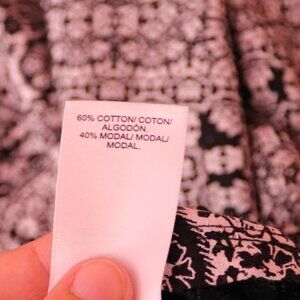 60% COTTON/ COTON/
ALGODÓN.
40% MODAL/ MODAL/
MODAL.